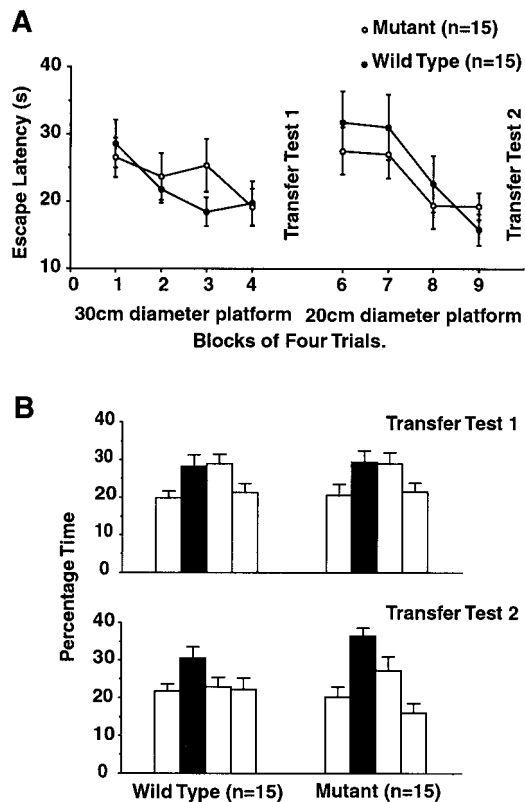 A
Mutant (n=15)
Wild Type (n=15)
Escape Latency (s)
40
30
20
10
Transfer Test 1
Transfer Test 2
1 2 3 4 6 7 8 9
30cm diameter platform 20cm diameter platform
Blocks of Four Trials.
B
Percentage Time
Transfer Test 1
40
30
20
10
0
Transfer Test 2
40
30
20
10
0
Wild Type (n=15) Mutant (n=15)